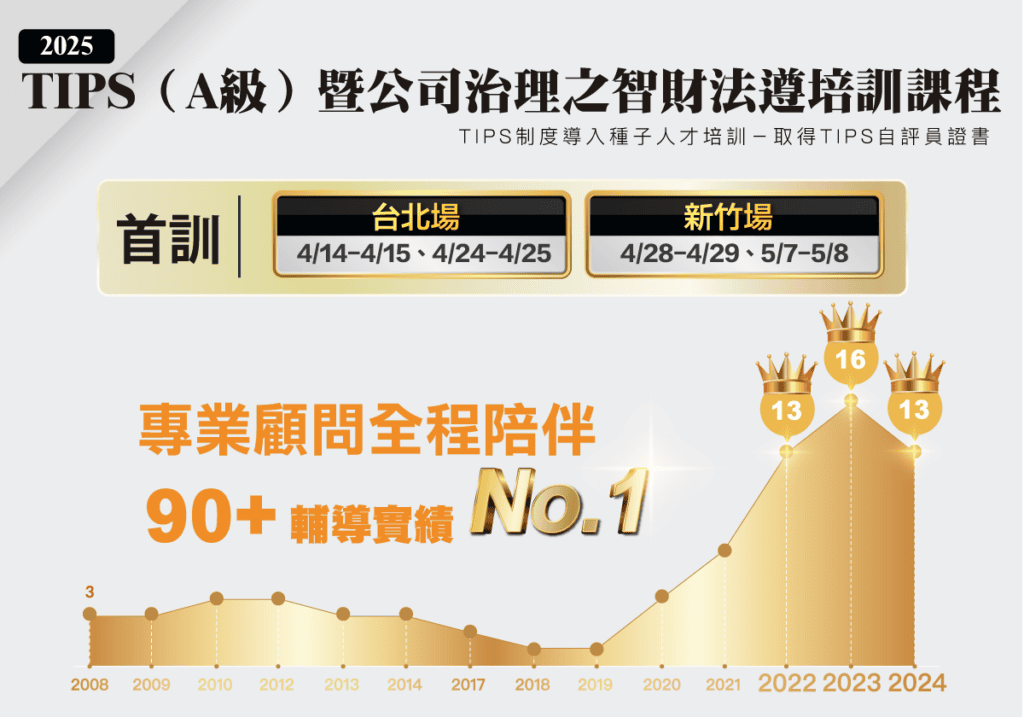 2025
TIPS（A級）暨公司治理之智財法遵培訓課程
TIPS制度導入種子人才培訓－取得TIPS自評員證書
首訓
台北場
4/14-4/15、4/24-4/25
新竹場
4/28-4/29、5/7-5/8
專業顧問全程陪伴
90+ 輔導實績 No.1
3
13
16
13
2008 2009 2010 2012 2013 2014 2017 2018 2019 2020 2021 2022 2023 2024